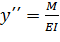 y′′ = M/EI